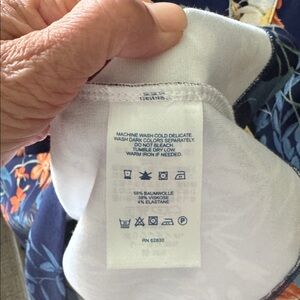 MACHINE WASH COLD DELICATE.
WASH DARK COLORS SEPARATELY.
DO NOT BLEACH
TUMBLE DRY LOW
WARM IRON IF NEEDED.
58% BAUMWOLLE
38% VISKOSE
4% ELASTANE
RN 62830